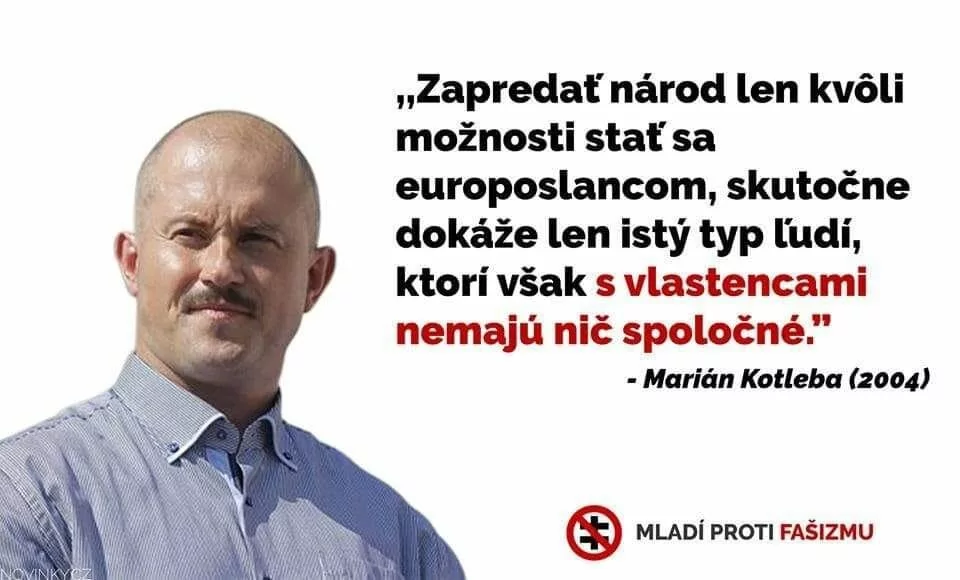 „Zapredať národ len kvôli
možnosti stať sa
europoslancom, skutočne
dokáže len istý typ ľudí,
ktorí však s vlastencami
nemajú nič spoločné.”
- Marián Kotleba (2004)
MLADÍ PROTI FAŠIZMU
NOVINKY.CZ